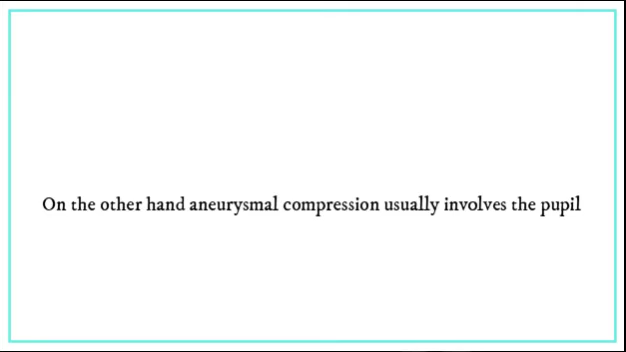 On the other hand aneurysmal compression usually involves the pupil